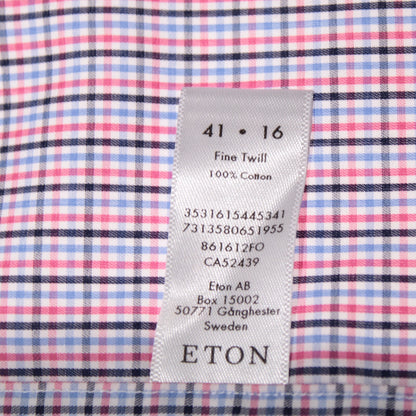 41 • 16
Fine Twill
100% Cotton
3531615445341
7313580651955
861612FO
CA52439
Eton AB
Box 15002
50771 Gånghester
Sweden
ETON